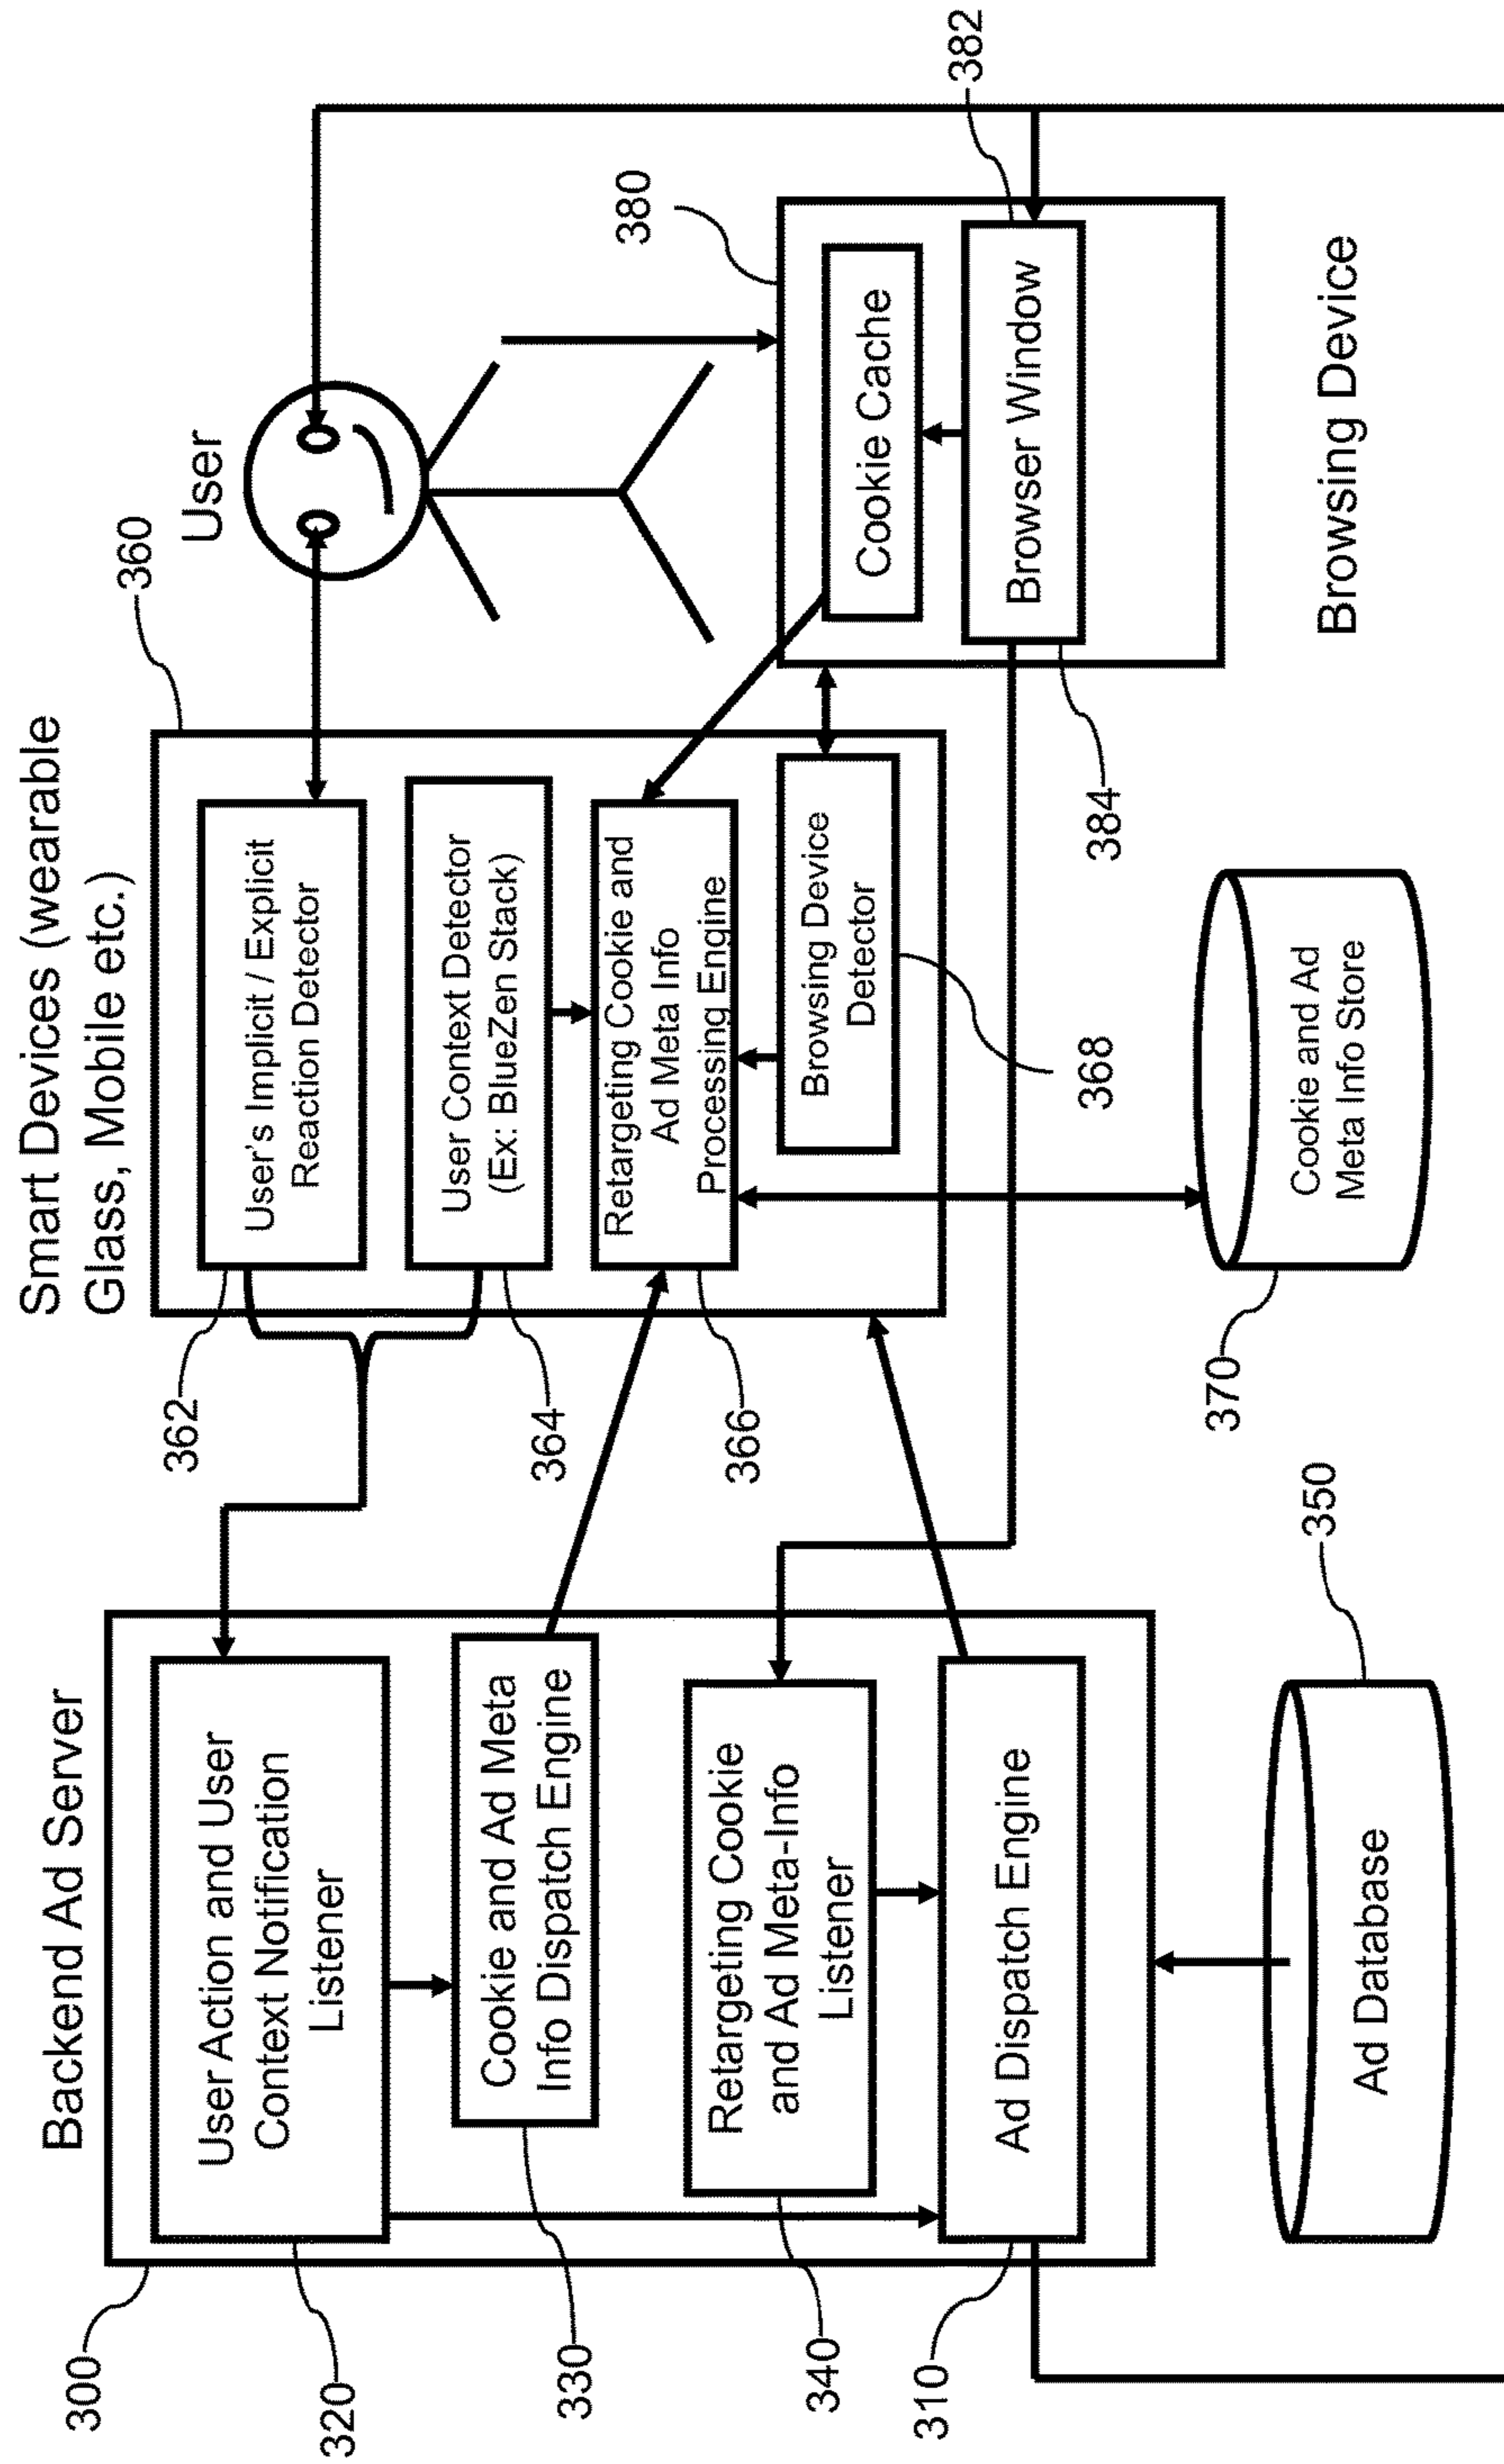 Backend Ad Server
300
User Action and User
Context Notification
Listener
320
Cookie and Ad Meta
Info Dispatch Engine
330
Retargeting Cookie
and Ad Meta-Info
Listener
340
Ad Dispatch Engine
310
Ad Database
350
Smart Devices (wearable
Glass, Mobile etc.)
360
User's Implicit / Explicit
Reaction Detector
362
User Context Detector
(Ex: BlueZen Stack)
364
Retargeting Cookie and
Ad Meta Info
Processing Engine
366
Browsing Device
Detector
368
Cookie and Ad
Meta Info Store
370
User
380
Cookie Cache
Browser Window
382
384
Browsing Device